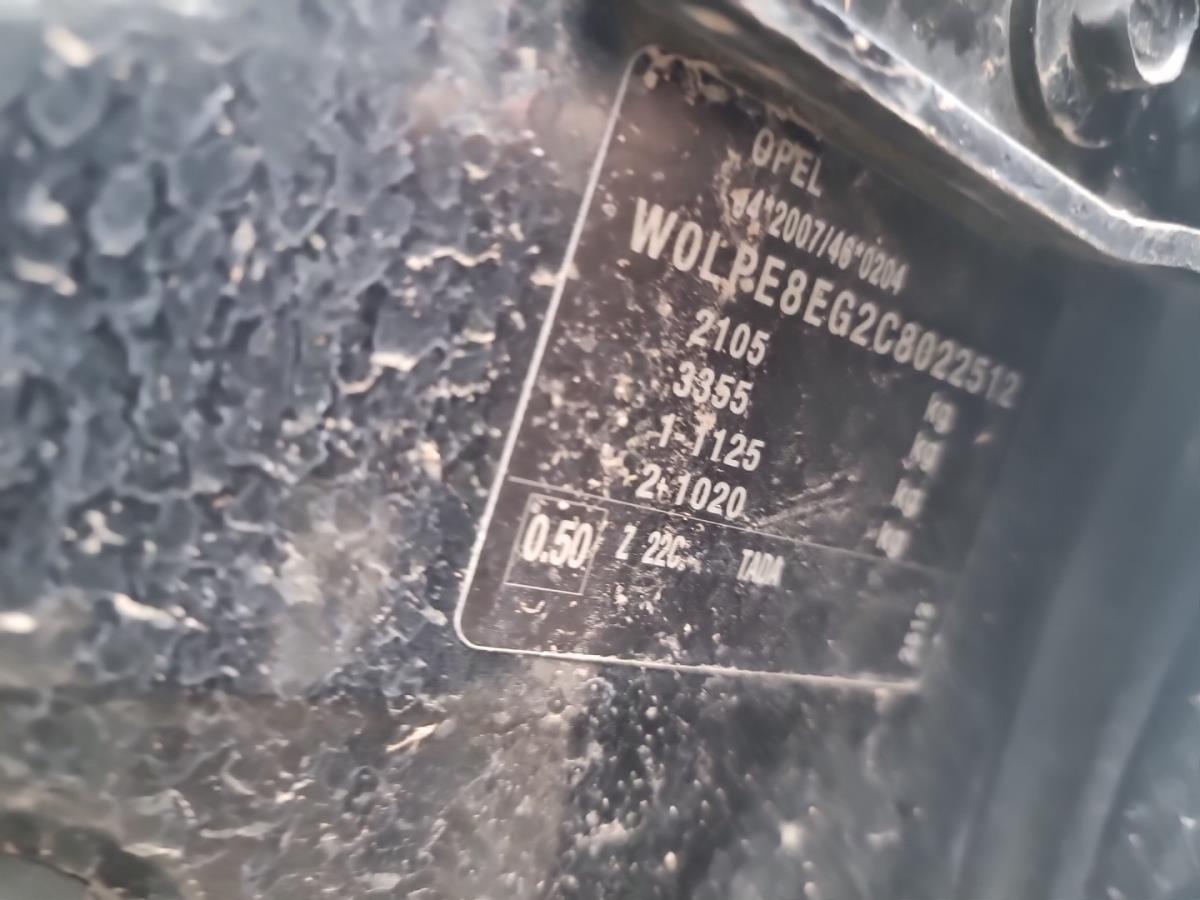 OPEL
e4*2007/46*0204
W0LPE8EG2C8022512
2105 kg
3355 kg
1-1125 kg
2-1020 kg
0.50 Z 22C TADA